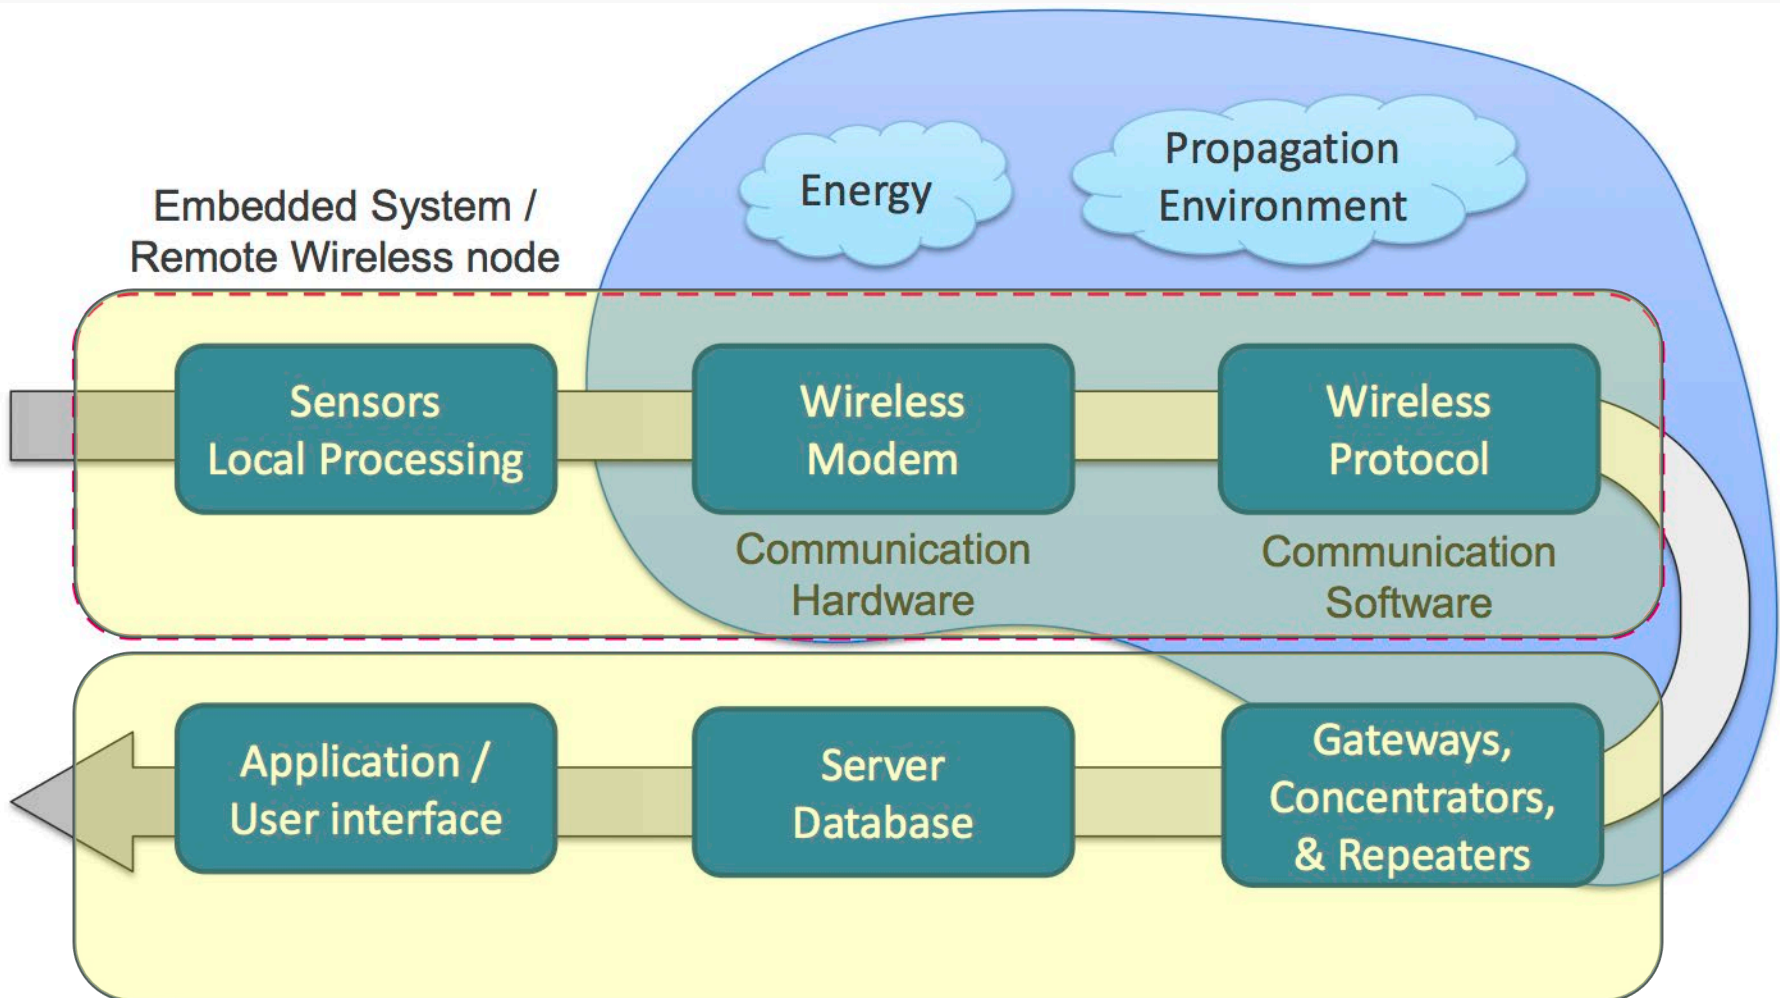 Energy
Propagation
Environment
Embedded System /
Remote Wireless node
Sensors
Local Processing
Wireless
Modem
Wireless
Protocol
Communication
Hardware
Communication
Software
Application /
User interface
Server
Database
Gateways,
Concentrators,
& Repeaters